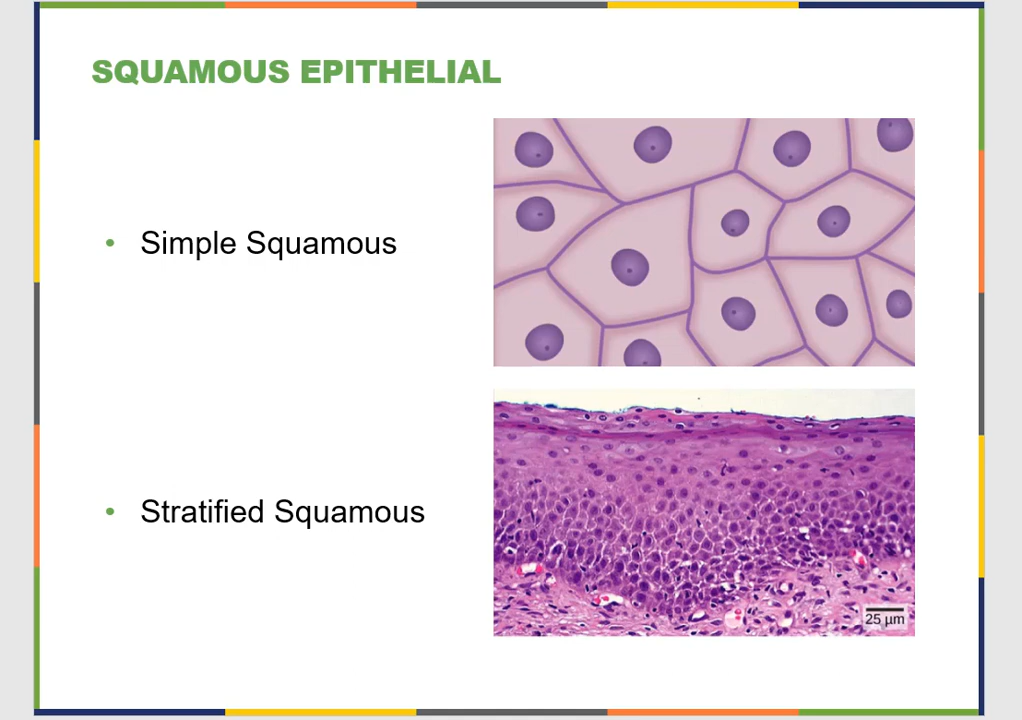 SQUAMOUS EPITHELIAL
• Simple Squamous
• Stratified Squamous
25 µm